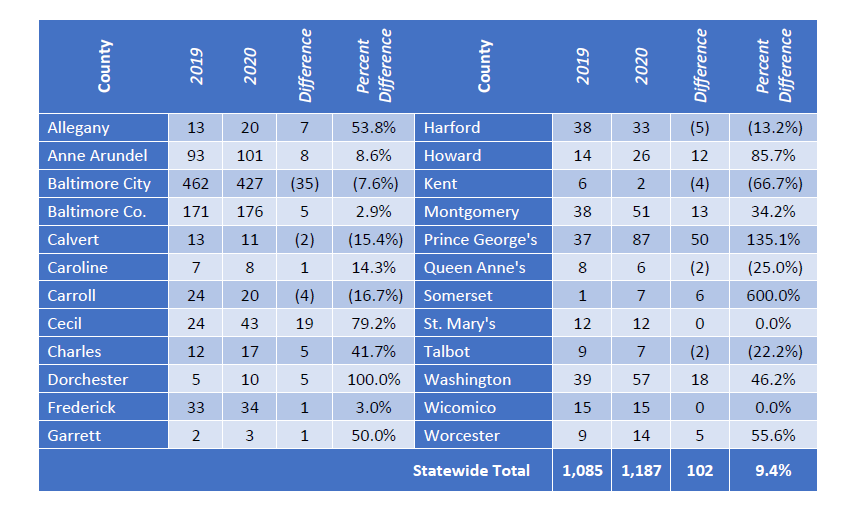 County 2019 2020 Difference Percent Difference County 2019 2020 Difference Percent Difference
Allegany 13 20 7 53.8% Harford 38 33 (5) (13.2%)
Anne Arundel 93 101 8 8.6% Howard 14 26 12 85.7%
Baltimore City 462 427 (35) (7.6%) Kent 6 2 (4) (66.7%)
Baltimore Co. 171 176 5 2.9% Montgomery 38 51 13 34.2%
Calvert 13 11 (2) (15.4%) Prince George's 37 87 50 135.1%
Caroline 7 8 1 14.3% Queen Anne's 8 6 (2) (25.0%)
Carroll 24 20 (4) (16.7%) Somerset 1 7 6 600.0%
Cecil 24 43 19 79.2% St. Mary's 12 12 0 0.0%
Charles 12 17 5 41.7% Talbot 9 7 (2) (22.2%)
Dorchester 5 10 5 100.0% Washington 39 57 18 46.2%
Frederick 33 34 1 3.0% Wicomico 15 15 0 0.0%
Garrett 2 3 1 50.0% Worcester 9 14 5 55.6%
Statewide Total 1,085 1,187 102 9.4%